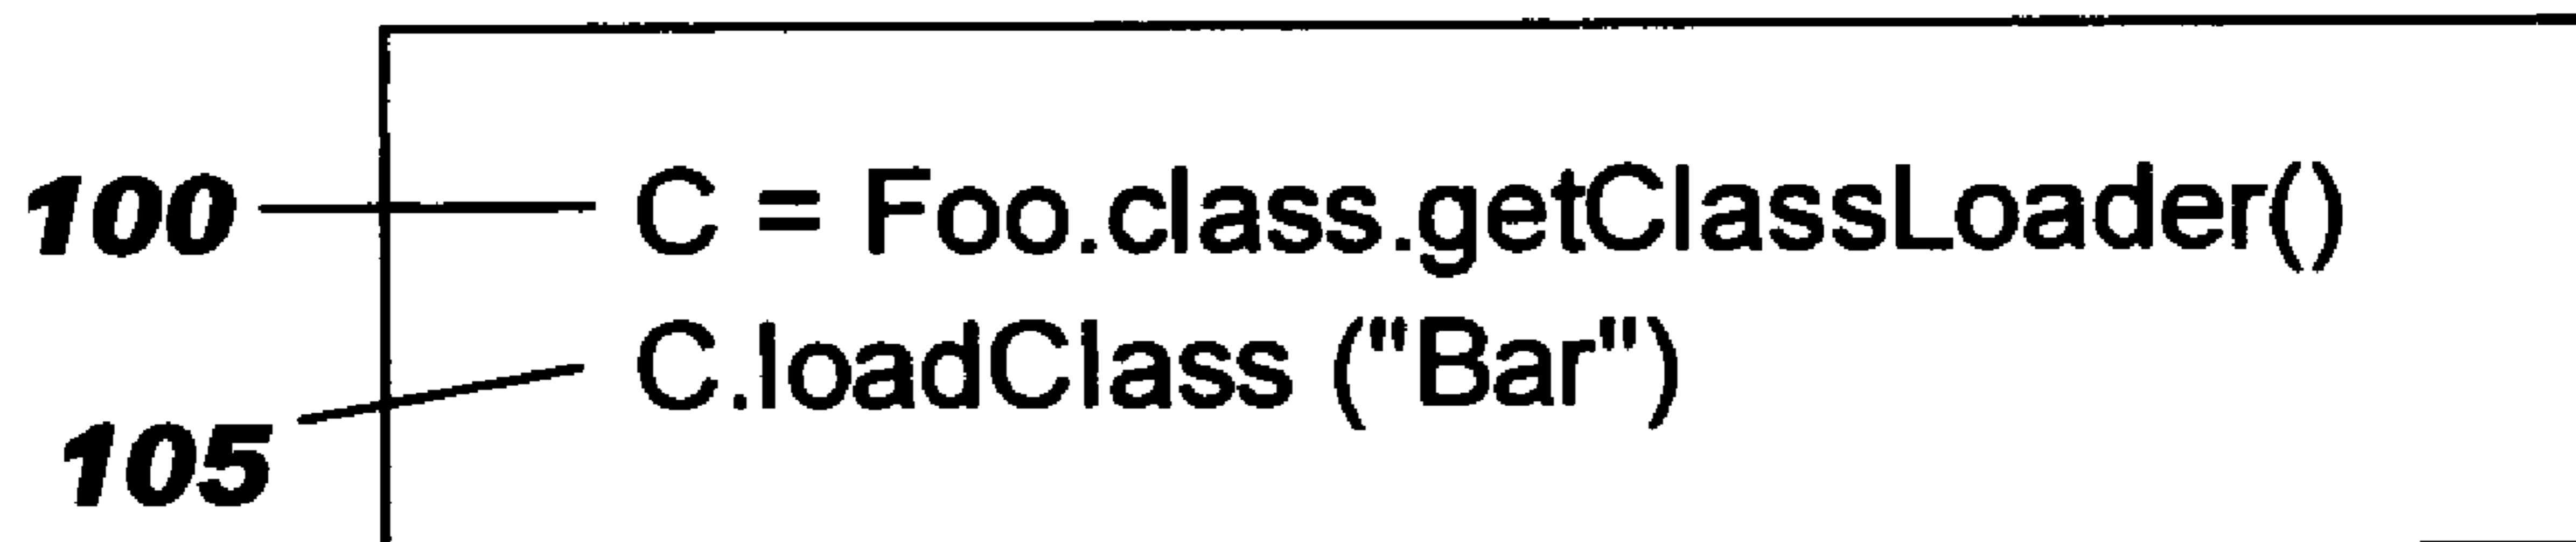 100 C = Foo.class.getClassLoader()
C.loadClass ("Bar")
105